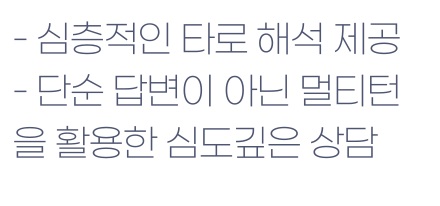 - 심층적인 타로 해석 제공
- 단순 답변이 아닌 멀티턴
을 활용한 심도깊은 상담